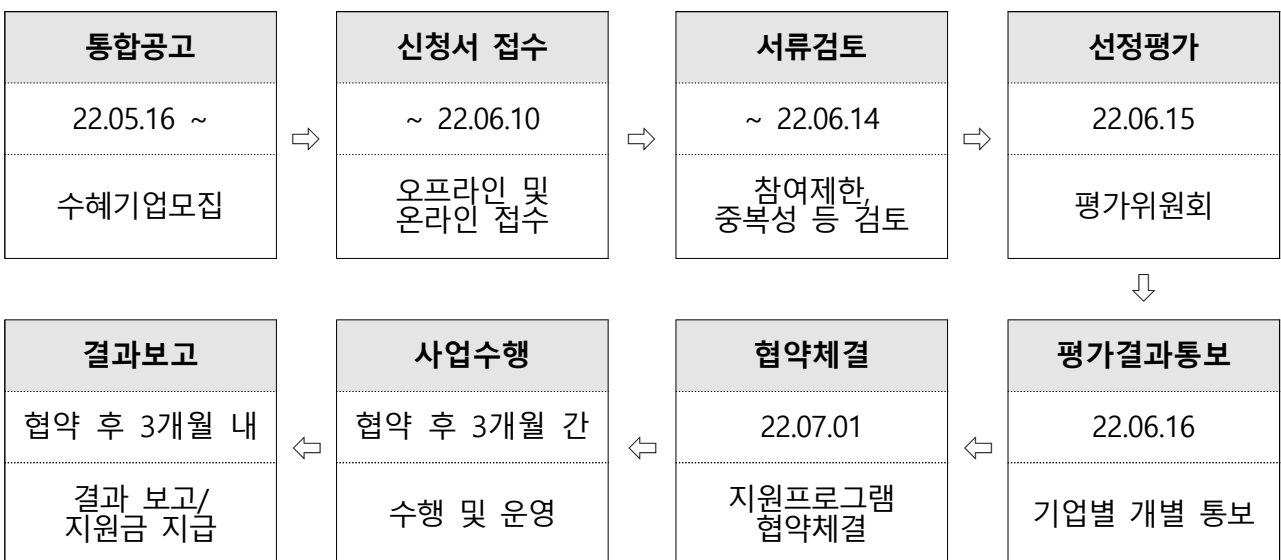 통합공고
22.05.16 ~
수혜기업모집
⇨
신청서 접수
~ 22.06.10
오프라인 및
온라인 접수
⇨
서류검토
~ 22.06.14
참여제한,
중복성 등 검토
⇨
선정평가
22.06.15
평가위원회
⇩
평가결과통보
22.06.16
기업별 개별 통보
⇦
협약체결
22.07.01
지원프로그램
협약체결
⇦
사업수행
협약 후 3개월 간
수행 및 운영
⇦
결과보고
협약 후 3개월 내
결과 보고/
지원금 지급